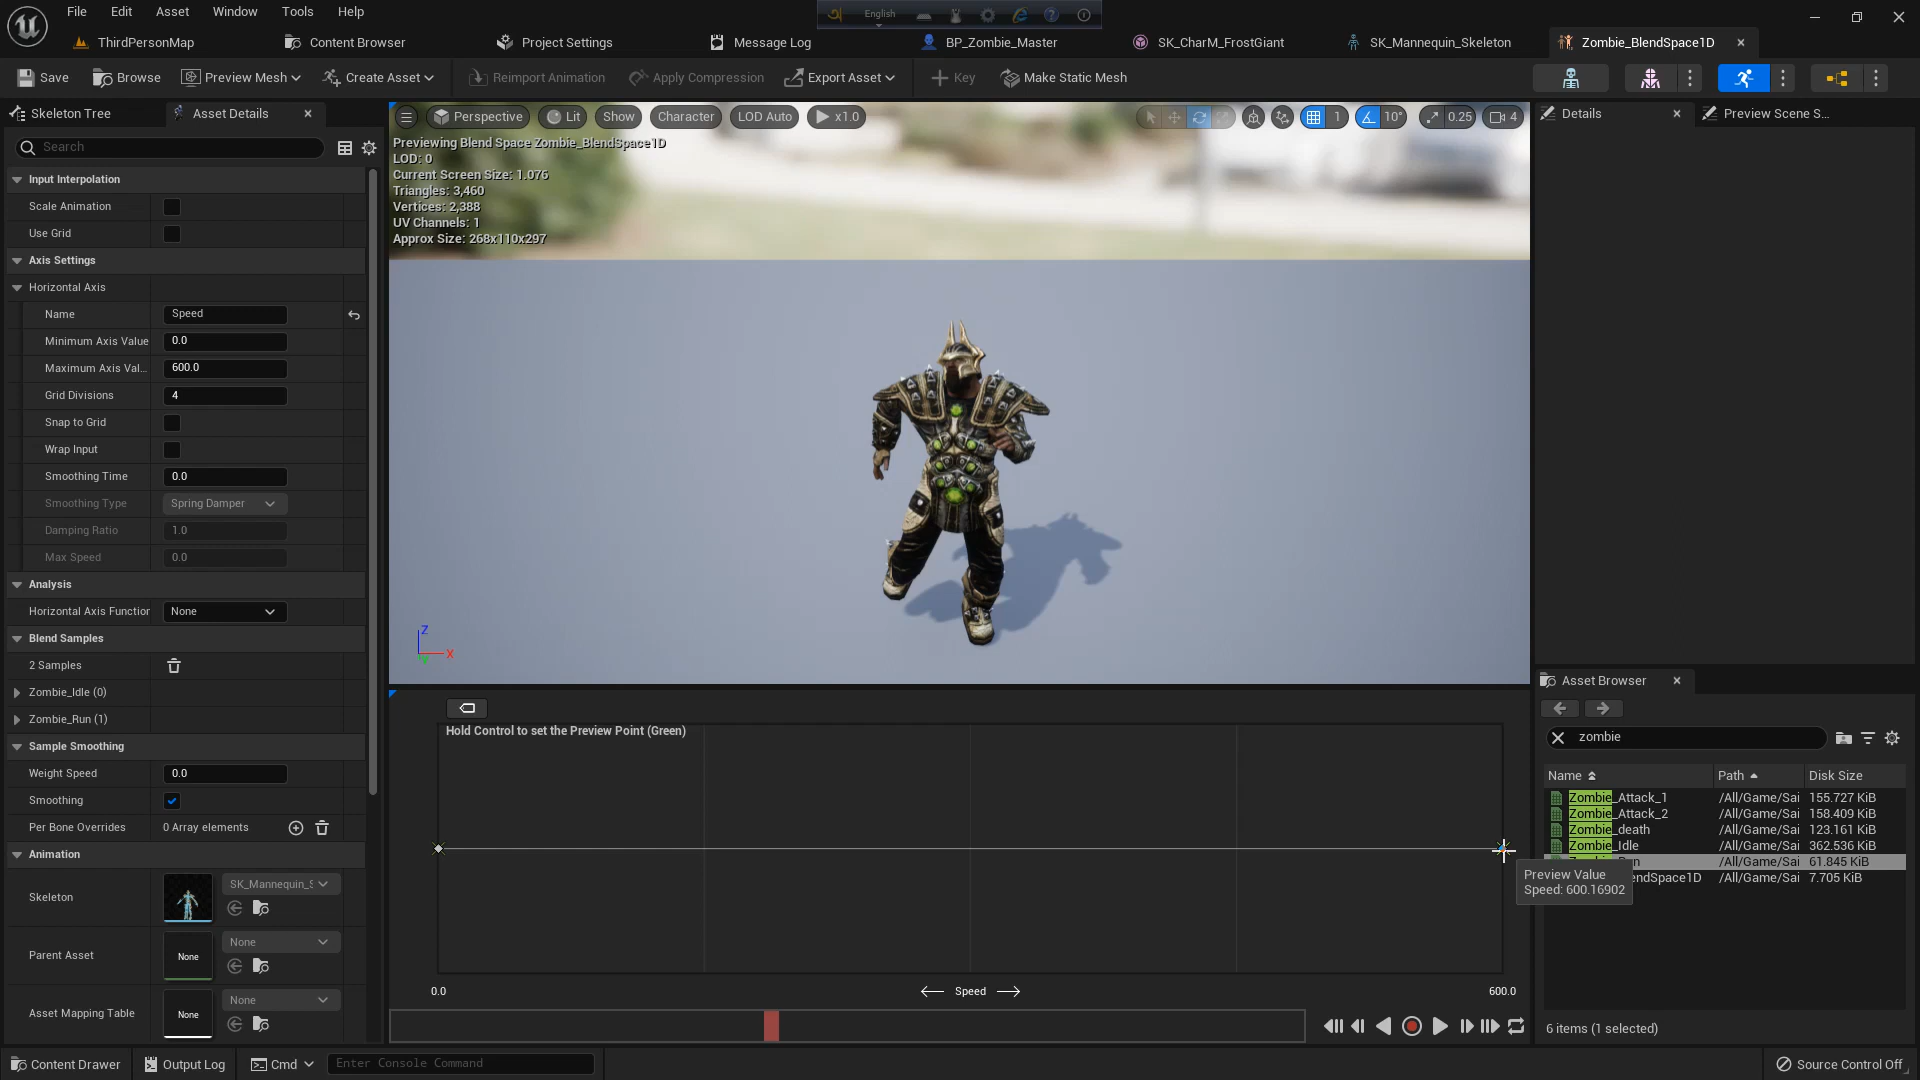 File Edit Asset Window Tools Help
English
ThirdPersonMap Content Browser Project Settings Message Log BP_Zombie_Master SK_CharM_FrostGiant SK_Mannequin_Skeleton Zombie_BlendSpace1D
Save Browse Preview Mesh Create Asset Reimport Animation Apply Compression Export Asset Key Make Static Mesh
Skeleton Tree Asset Details
Search
Input Interpolation
Scale Animation
Use Grid
Axis Settings
Horizontal Axis
Name Speed
Minimum Axis Value 0.0
Maximum Axis Val... 600.0
Grid Divisions 4
Snap to Grid
Wrap Input
Smoothing Time 0.0
Smoothing Type Spring Damper
Damping Ratio 1.0
Max Speed 0.0
Analysis
Horizontal Axis Function None
Blend Samples
2 Samples
Zombie_Idle (0)
Zombie_Run (1)
Sample Smoothing
Weight Speed 0.0
Smoothing
Per Bone Overrides 0 Array elements
Animation
Skeleton SK_Mannequin_S
Parent Asset None None
Asset Mapping Table None None
Perspective Lit Show Character LOD Auto x1.0 1 10° 0.25 4
Previewing Blend Space Zombie_BlendSpace1D
LOD: 0
Current Screen Size: 1.076
Triangles: 3,460
Vertices: 2,388
UV Channels: 1
Approx Size: 268x110x297
Z
X
Y
Hold Control to set the Preview Point (Green)
0.0 Speed 600.0
Details Preview Scene S...
Asset Browser
zombie
Name Path Disk Size
Zombie_Attack_1 /All/Game/Sai 155.727 KiB
Zombie_Attack_2 /All/Game/Sai 158.409 KiB
Zombie_death /All/Game/Sai 123.161 KiB
Zombie_Idle /All/Game/Sai 362.536 KiB
Zombie_Run /All/Game/Sai 61.845 KiB
lendSpace1D /All/Game/Sai 7.705 KiB
Preview Value
Speed: 600.16902
6 items (1 selected)
Content Drawer Output Log Cmd Enter Console Command Source Control Off